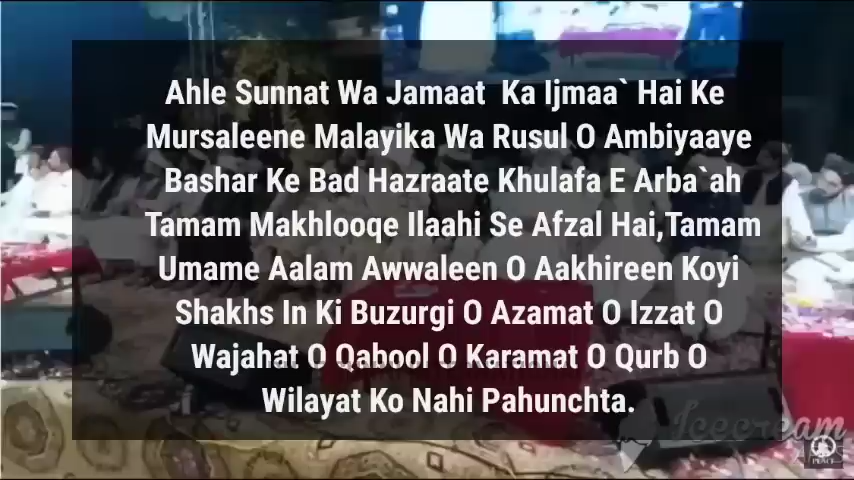 Ahle Sunnat Wa Jamaat Ka Ijmaa` Hai Ke
Mursaleene Malayika Wa Rusul O Ambiyaaye
Bashar Ke Bad Hazraate Khulafa E Arba`ah
Tamam Makhlooqe Ilaahi Se Afzal Hai,Tamam
Umame Aalam Awwaleen O Aakhireen Koyi
Shakhs In Ki Buzurgi O Azamat O Izzat O
Wajahat O Qabool O Karamat O Qurb O
Wilayat Ko Nahi Pahunchta.
Icecream